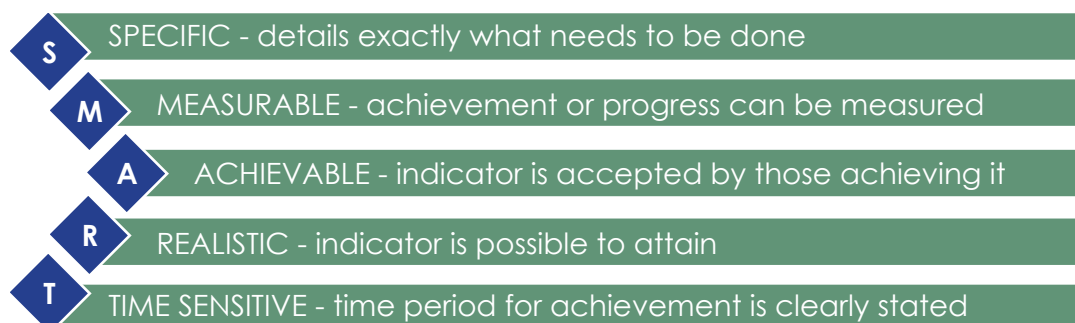 S SPECIFIC - details exactly what needs to be done
M MEASURABLE - achievement or progress can be measured
A ACHIEVABLE - indicator is accepted by those achieving it
R REALISTIC - indicator is possible to attain
T TIME SENSITIVE - time period for achievement is clearly stated